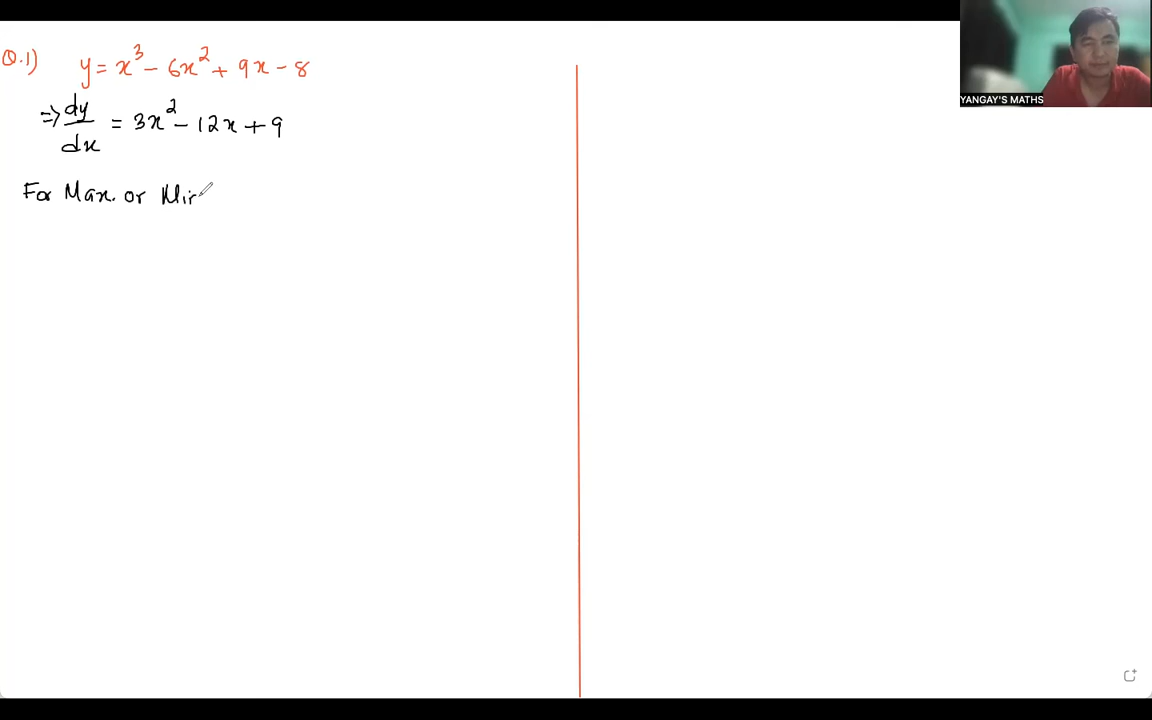 Q.1) y = x³ - 6x² + 9x - 8
⇒ dy/dx = 3x² - 12x + 9
For Max. or Min
YANGAY'S MATHS